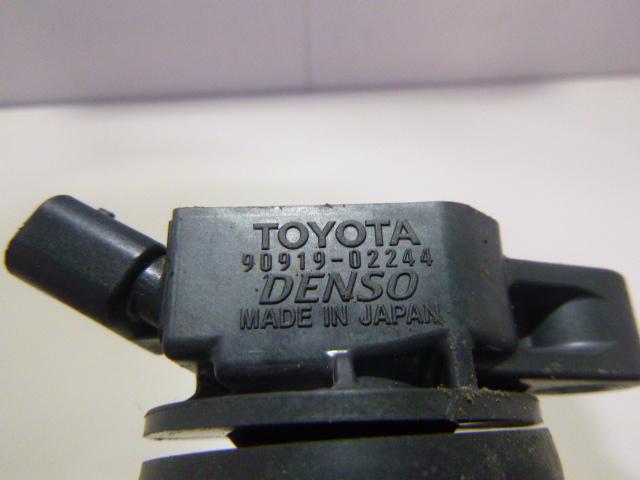 TOYOTA
90919-02244
DENSO
MADE IN JAPAN